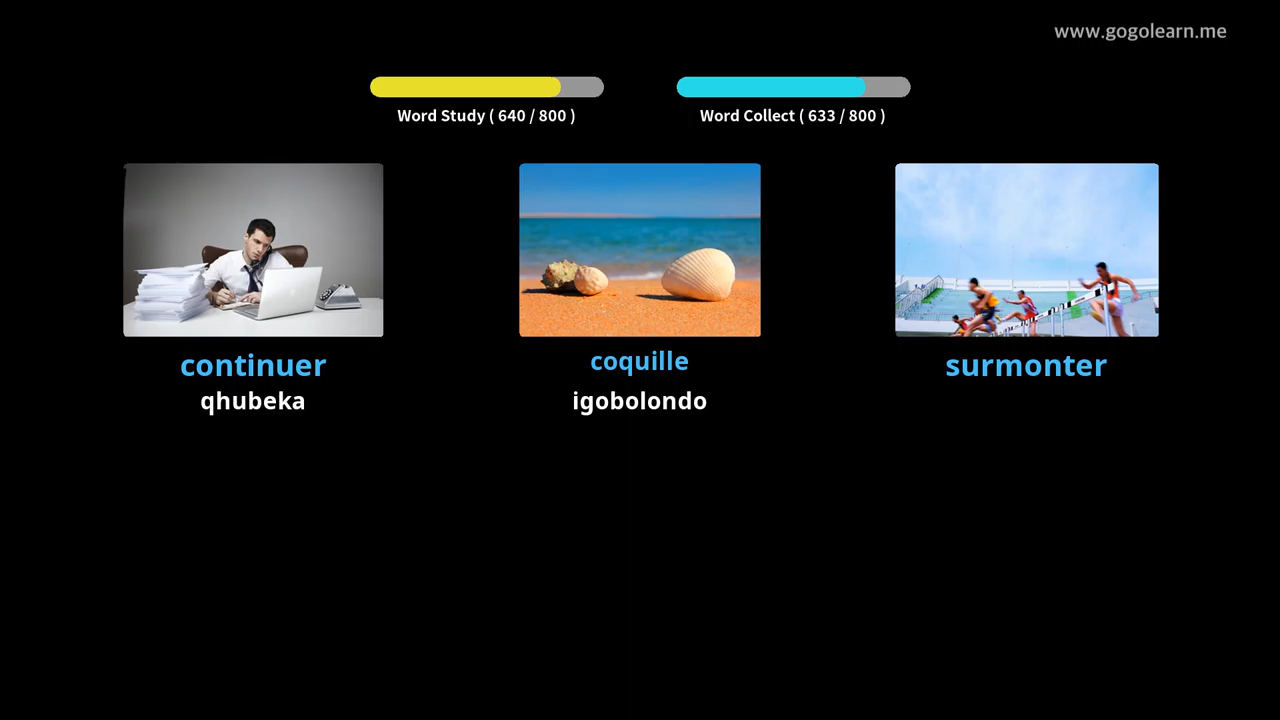 www.gogolearn.me
Word Study ( 640 / 800 )
Word Collect ( 633 / 800 )
continuer
qhubeka
coquille
igobolondo
surmonter